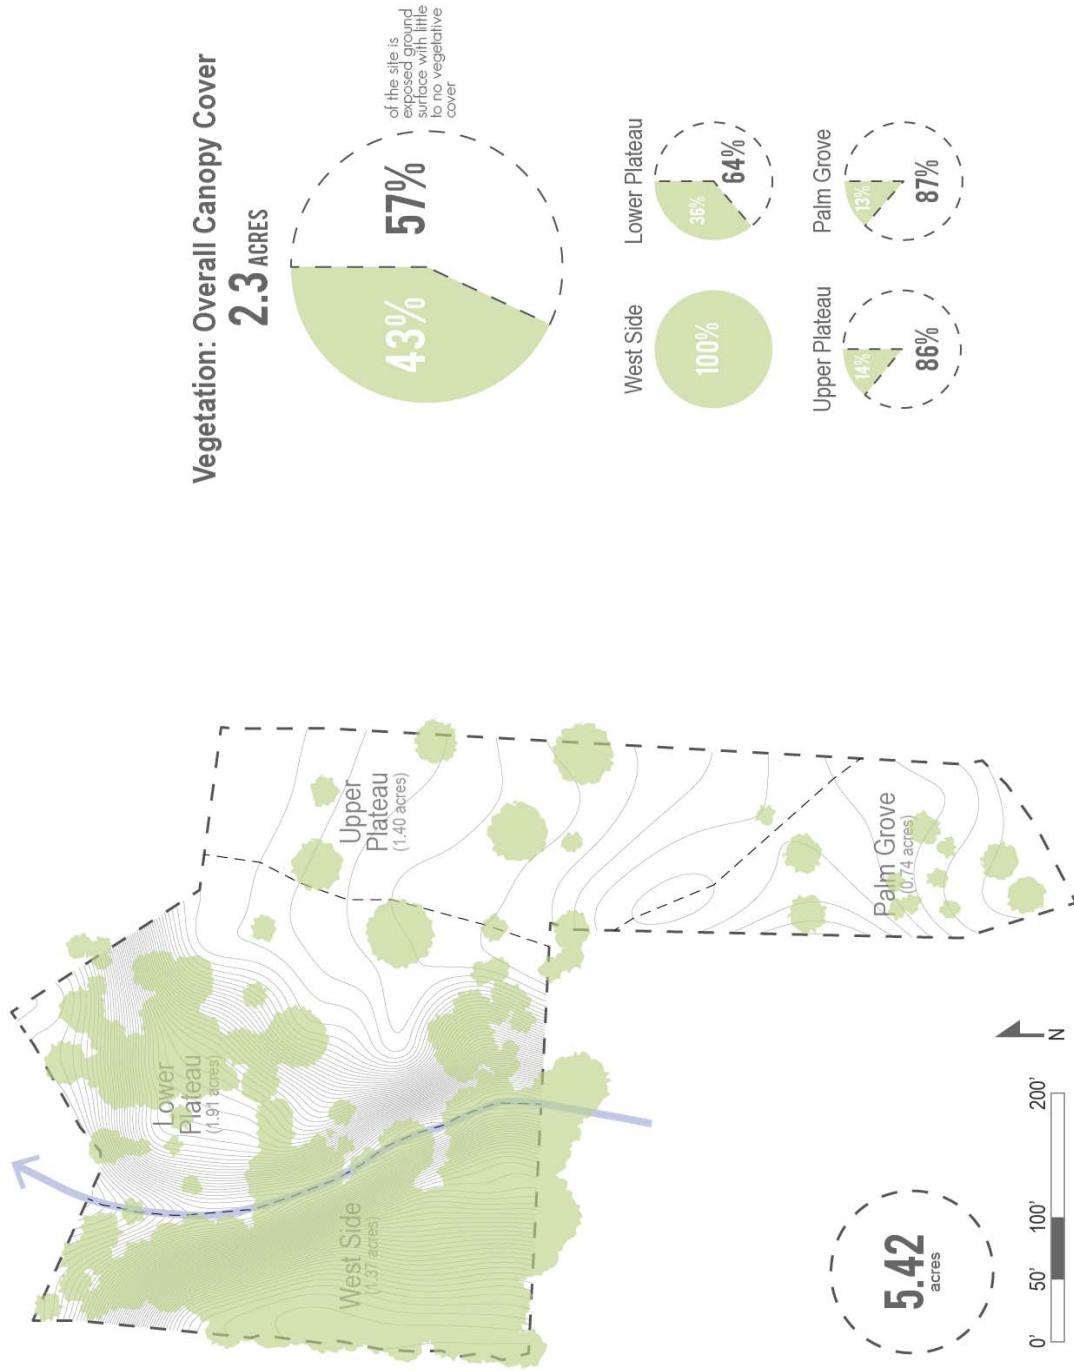 Vegetation: Overall Canopy Cover
2.3 ACRES
43%
57%
of the site is
exposed ground
surface with little
to no vegetative
cover
West Side
100%
Lower Plateau
36%
64%
Upper Plateau
14%
86%
Palm Grove
13%
87%
Lower
Plateau
(1.91 acres)
Upper
Plateau
(1.40 acres)
West Side
(1.37 acres)
Palm Grove
(0.74 acres)
5.42
acres
N
0'
50'
100'
200'